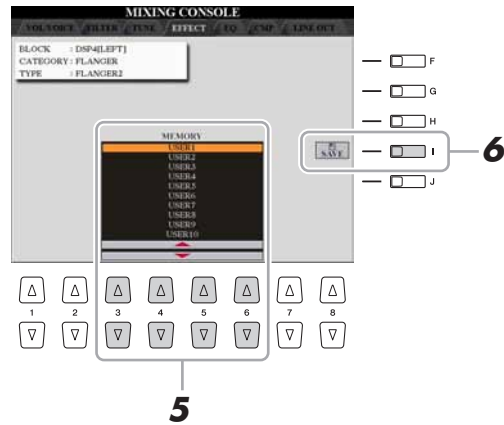 MIXING CONSOLE
VOL/VOICE FILTER TUNE EFFECT EQ CMP LINE OUT
BLOCK : DSP4[LEFT]
CATEGORY : FLANGER
TYPE : FLANGER2
F
G
H
I
J
SAVE
6
MEMORY
USER1
USER2
USER3
USER4
USER5
USER6
USER7
USER8
USER9
USER10
1 2 3 4 5 6 7 8
5